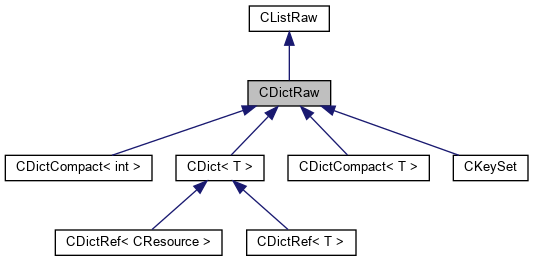 CListRaw
CDictRaw
CDictCompact< int >
CDict< T >
CDictCompact< T >
CKeySet
CDictRef< CResource >
CDictRef< T >